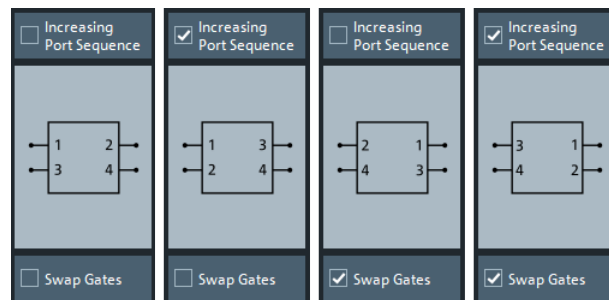 Increasing
Port Sequence
1 2
3 4
Swap Gates
Increasing
Port Sequence
1 3
2 4
Swap Gates
Increasing
Port Sequence
2 1
4 3
Swap Gates
Increasing
Port Sequence
3 1
4 2
Swap Gates